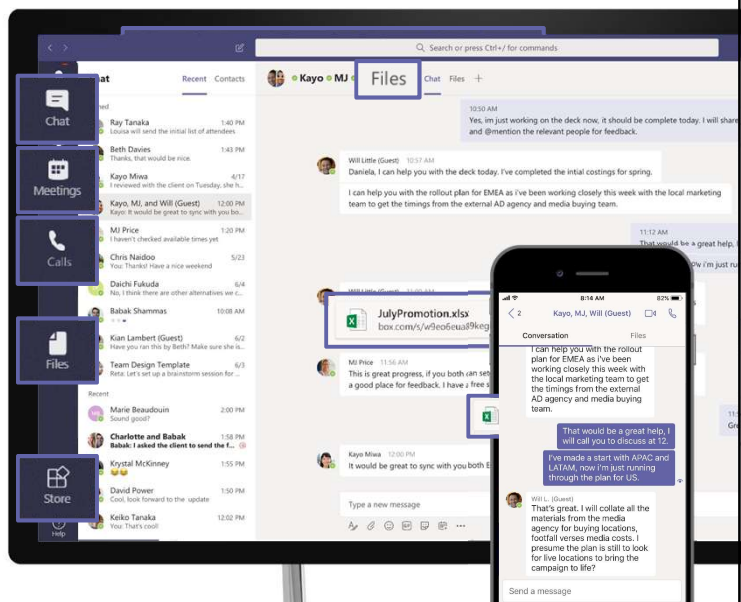 Search or press Ctrl+/ for commands
Chat
Meetings
Calls
Files
Store
Help
Recent Contacts
Ray Tanaka 1:40 PM
Louisa will send the initial list of attendees
Beth Davies 1:43 PM
Thanks, that would be nice.
Kayo Miwa 4/17
I reviewed with the client on Tuesday, she h...
Kayo, MJ, and Will (Guest) 12:00 PM
Kayo: It would be great to sync with you bo...
MJ Price 1:20 PM
I haven't checked available times yet
Chris Naidoo 5/23
You: Thanks! Have a nice weekend
Daichi Fukuda 6/4
No, I think there are other alternatives we c...
Babak Shammas 10:08 AM
Kian Lambert (Guest) 6/2
Have you ran this by Beth? Make sure she is...
Team Design Template 6/3
Reta: Let's set up a brainstorm session for ...
Recent
Marie Beaudouin 2:00 PM
Sound good?
Charlotte and Babak 1:58 PM
Babak: I asked the client to send the f...
Krystal McKinney 1:55 PM
David Power 1:50 PM
Cool, look forward to the update
Keiko Tanaka 12:02 PM
You: That's cool!
Kayo MJ
Files
Chat Files +
10:50 AM
Yes, im just working on the deck now, it should be complete today. I will share
and @mention the relevant people for feedback.
Will Little (Guest) 10:57 AM
Daniela, I can help you with the deck today. I've completed the intial costings for spring.
I can help you with the rollout plan for EMEA as i've been working closely this week with the local marketing
team to get the timings from the external AD agency and media buying team.
11:12 AM
That would be a great help, I
JulyPromotion.xlsx
MJ Price 11:56 AM
This is great progress, if you both can set
a good place for feedback. I have a free s
Kayo Miwa 12:00 PM
It would be great to sync with you both E
Type a new message
8:14 AM 82%
2 Kayo, MJ, Will (Guest)
Conversation Files
I can help you with the rollout
plan for EMEA as i've been
working closely this week with
the local marketing team to get
the timings from the external
AD agency and media buying
team.
That would be a great help, I
will call you to discuss at 12.
I've made a start with APAC and
LATAM, now i'm just running
through the plan for US.
Will L. (Guest)
That's great. I will collate all the
materials from the media
agency for buying locations,
footfall verses media costs. I
presume the plan is still to look
for live locations to bring the
campaign to life?
Send a message